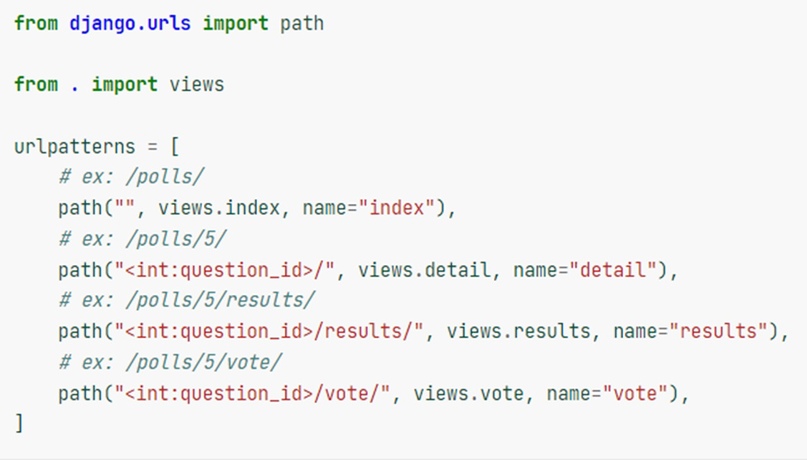 from django.urls import path
from . import views
urlpatterns = [
# ex: /polls/
path("", views.index, name="index"),
# ex: /polls/5/
path("<int:question_id>/", views.detail, name="detail"),
# ex: /polls/5/results/
path("<int:question_id>/results/", views.results, name="results"),
# ex: /polls/5/vote/
path("<int:question_id>/vote/", views.vote, name="vote"),
]